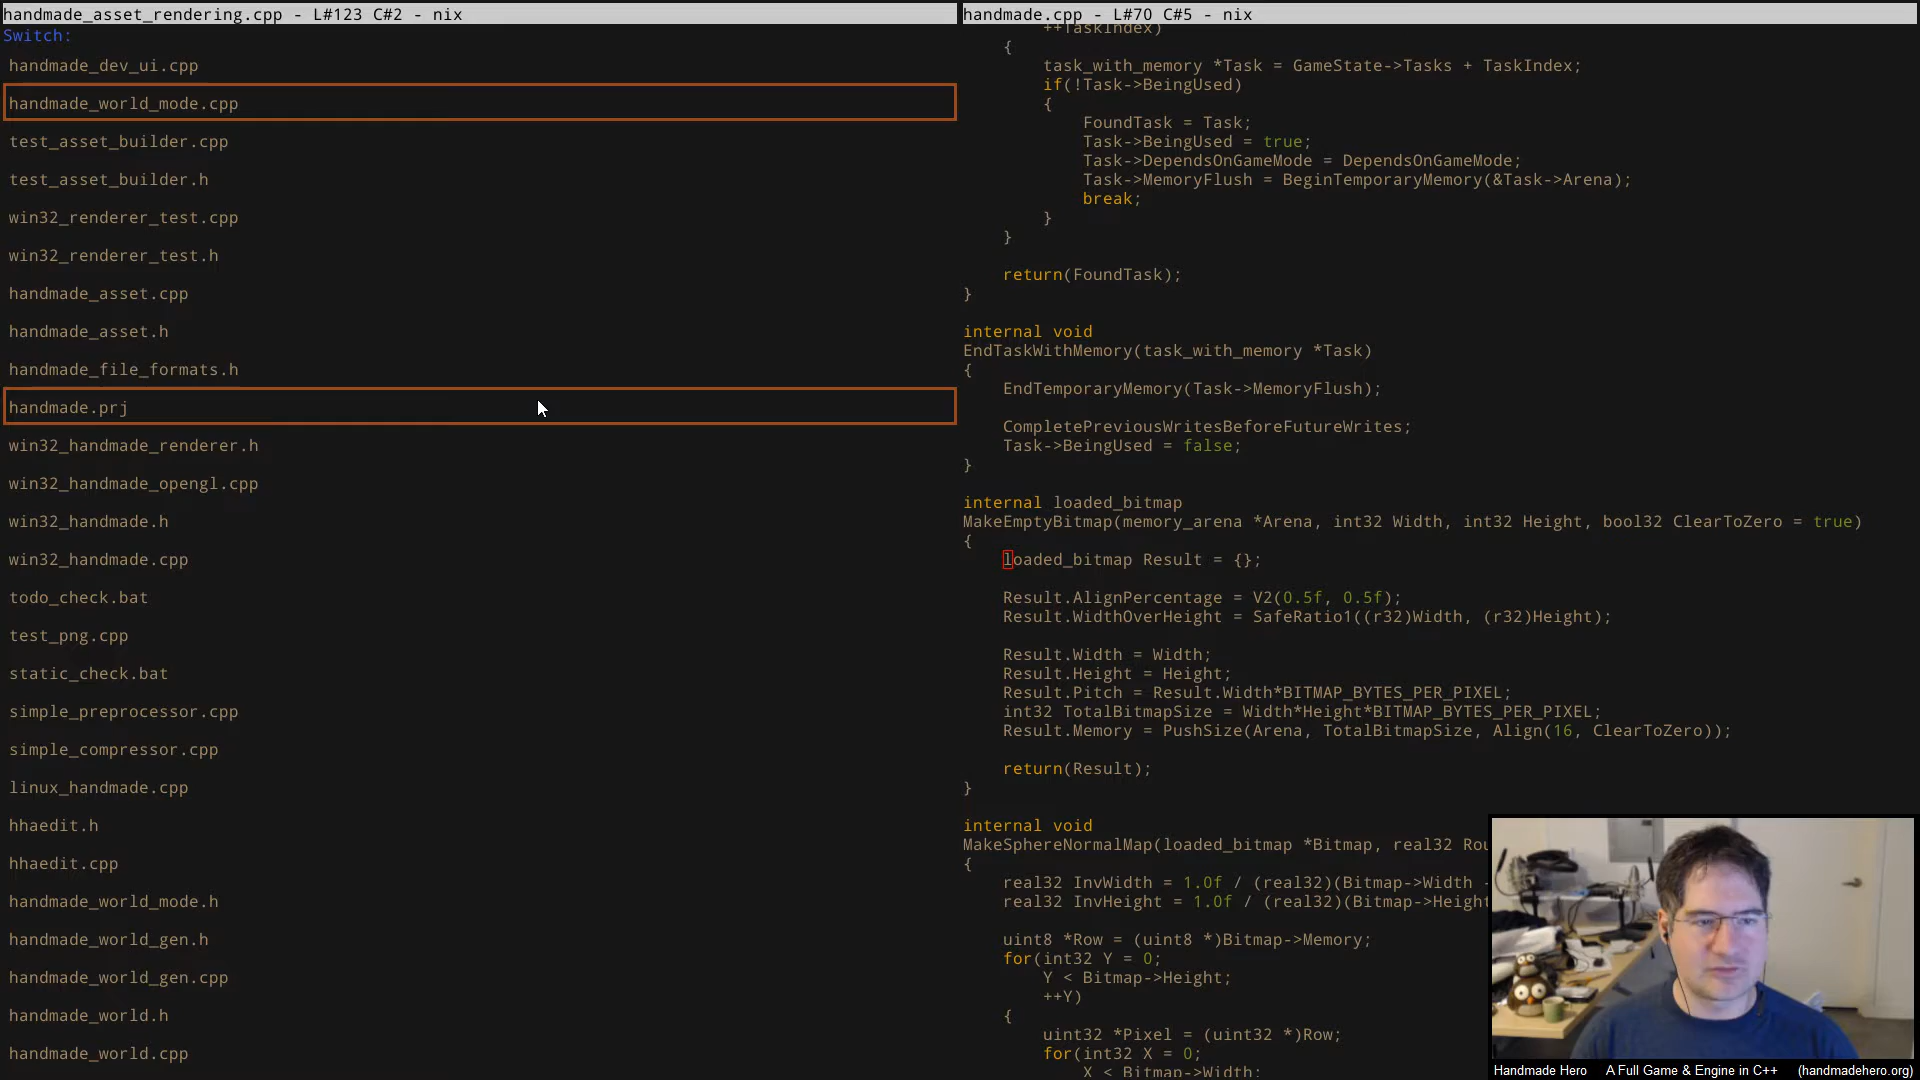 handmade_asset_rendering.cpp - L#123 C#2 - nix
Switch:
handmade_dev_ui.cpp
handmade_world_mode.cpp
test_asset_builder.cpp
test_asset_builder.h
win32_renderer_test.cpp
win32_renderer_test.h
handmade_asset.cpp
handmade_asset.h
handmade_file_formats.h
handmade.prj
win32_handmade_renderer.h
win32_handmade_opengl.cpp
win32_handmade.h
win32_handmade.cpp
todo_check.bat
test_png.cpp
static_check.bat
simple_preprocessor.cpp
simple_compressor.cpp
linux_handmade.cpp
hhaedit.h
hhaedit.cpp
handmade_world_mode.h
handmade_world_gen.h
handmade_world_gen.cpp
handmade_world.h
handmade_world.cpp
handmade.cpp - L#70 C#5 - nix
++TaskIndex)
{
task_with_memory *Task = GameState->Tasks + TaskIndex;
if(!Task->BeingUsed)
{
FoundTask = Task;
Task->BeingUsed = true;
Task->DependsOnGameMode = DependsOnGameMode;
Task->MemoryFlush = BeginTemporaryMemory(&Task->Arena);
break;
}
}
return(FoundTask);
}
internal void
EndTaskWithMemory(task_with_memory *Task)
{
EndTemporaryMemory(Task->MemoryFlush);
CompletePreviousWritesBeforeFutureWrites;
Task->BeingUsed = false;
}
internal loaded_bitmap
MakeEmptyBitmap(memory_arena *Arena, int32 Width, int32 Height, bool32 ClearToZero = true)
{
loaded_bitmap Result = {};
Result.AlignPercentage = V2(0.5f, 0.5f);
Result.WidthOverHeight = SafeRatio1((r32)Width, (r32)Height);
Result.Width = Width;
Result.Height = Height;
Result.Pitch = Result.Width*BITMAP_BYTES_PER_PIXEL;
int32 TotalBitmapSize = Width*Height*BITMAP_BYTES_PER_PIXEL;
Result.Memory = PushSize(Arena, TotalBitmapSize, Align(16, ClearToZero));
return(Result);
}
internal void
MakeSphereNormalMap(loaded_bitmap *Bitmap, real32 Rou
{
real32 InvWidth = 1.0f / (real32)(Bitmap->Width -
real32 InvHeight = 1.0f / (real32)(Bitmap->Height
uint8 *Row = (uint8 *)Bitmap->Memory;
for(int32 Y = 0;
Y < Bitmap->Height;
++Y)
{
uint32 *Pixel = (uint32 *)Row;
for(int32 X = 0;
X < Bitmap->Width;
Handmade Hero A Full Game & Engine in C++ (handmadehero.org)